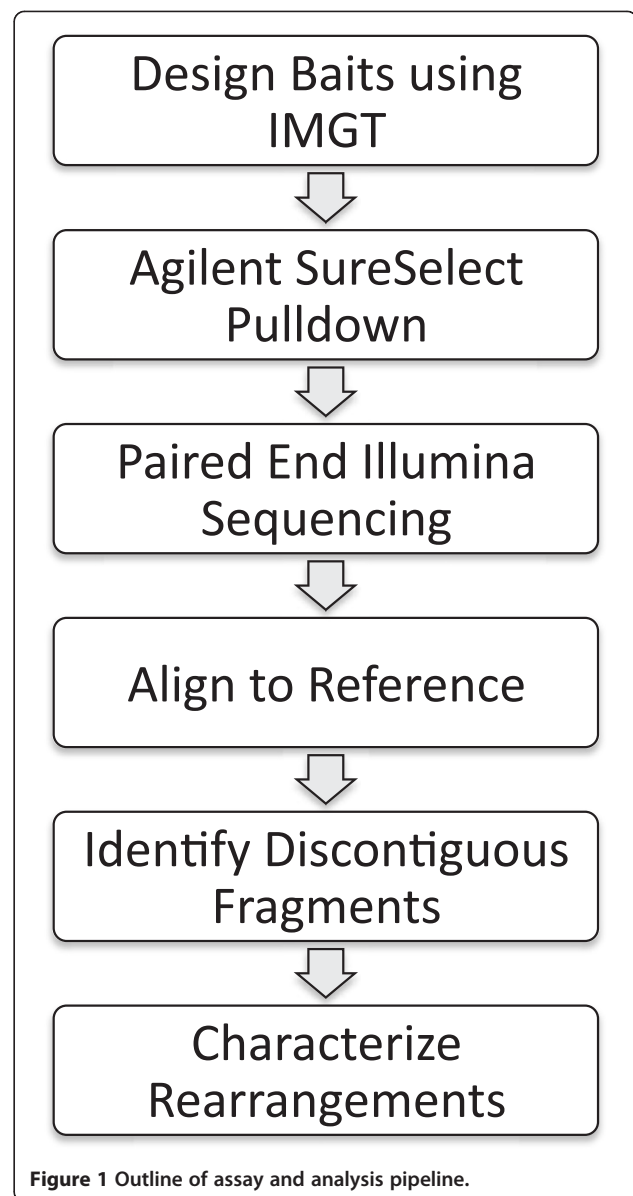 Design Baits using
IMGT
Agilent SureSelect
Pulldown
Paired End Illumina
Sequencing
Align to Reference
Identify Discontiguous
Fragments
Characterize
Rearrangements
Figure 1 Outline of assay and analysis pipeline.